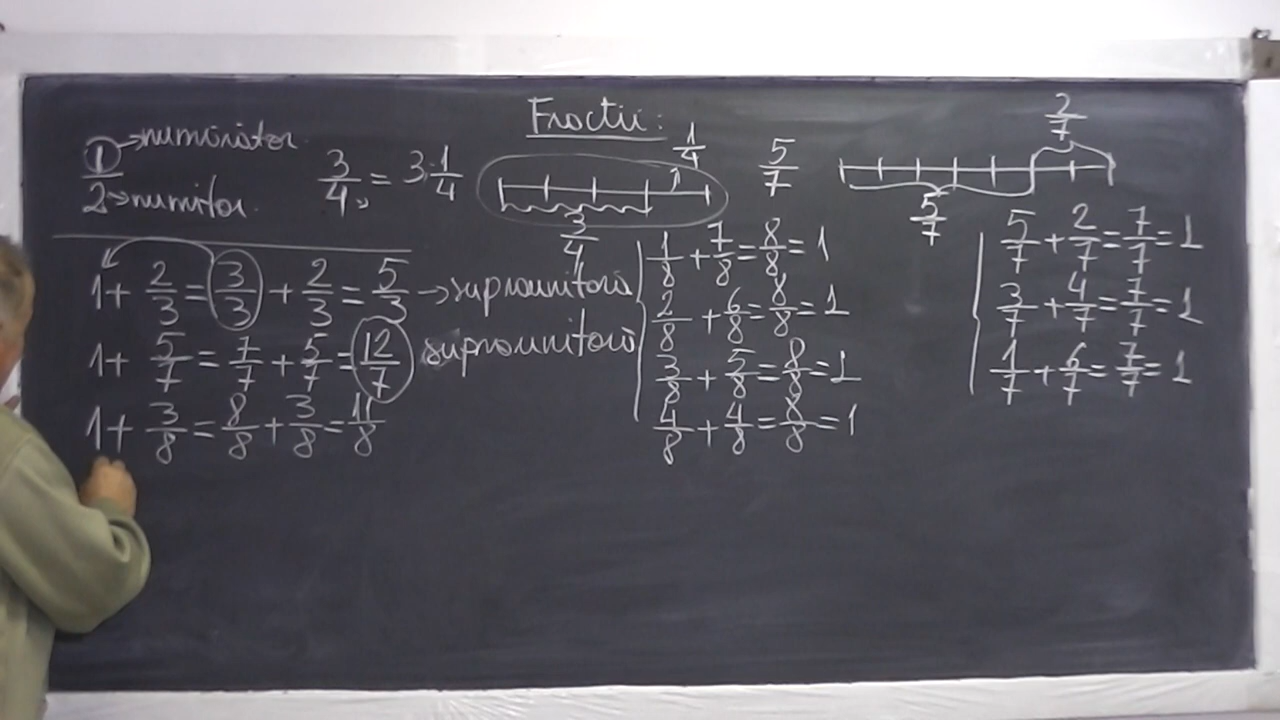 Fracții:
1/2 → numărător
→ numitor
3/4 = 3·1/4
1/4
3/4
5/7
2/7
5/7
1 + 2/3 = 3/3 + 2/3 = 5/3 → supraunitară
1 + 5/7 = 7/7 + 5/7 = 12/7 supraunitară
1 + 3/8 = 8/8 + 3/8 = 11/8
1/8 + 7/8 = 8/8 = 1
2/8 + 6/8 = 8/8 = 1
3/8 + 5/8 = 8/8 = 1
4/8 + 4/8 = 8/8 = 1
5/7 + 2/7 = 7/7 = 1
3/7 + 4/7 = 7/7 = 1
1/7 + 6/7 = 7/7 = 1